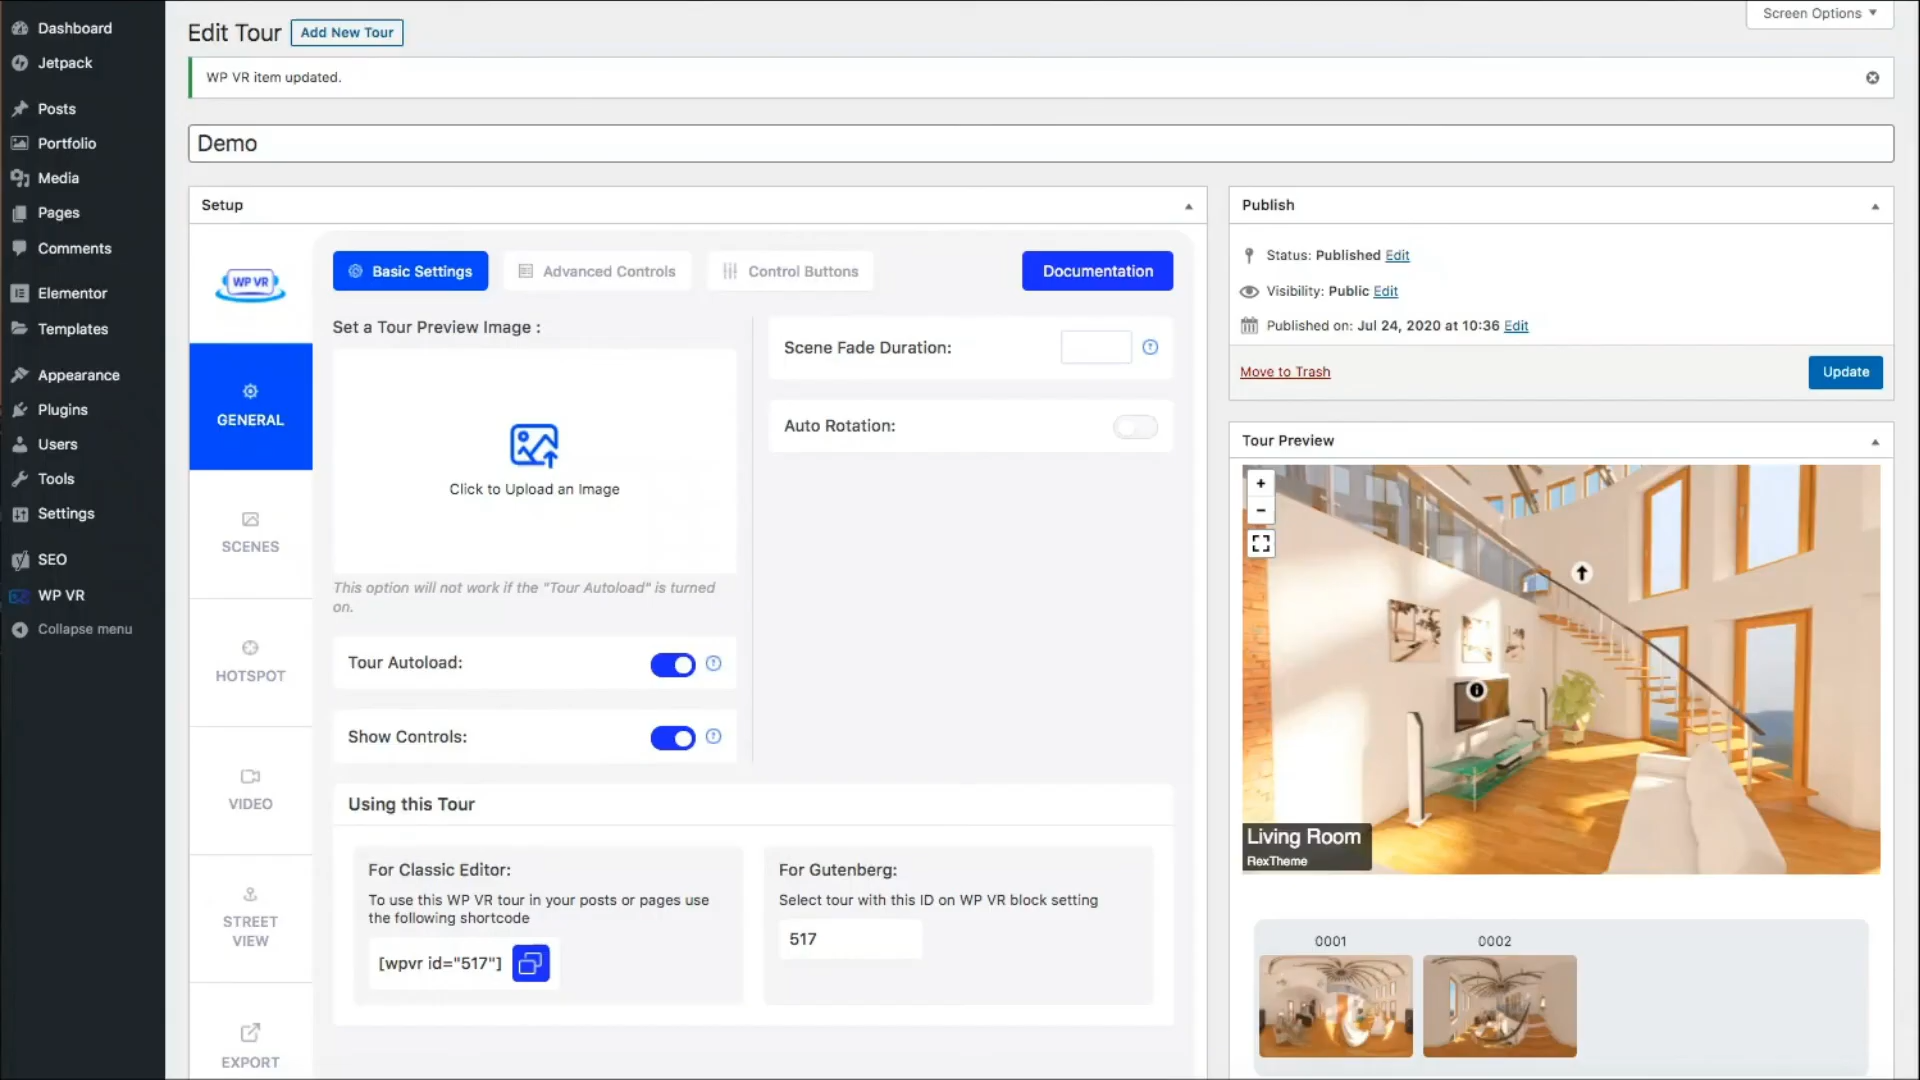 Dashboard
Jetpack
Posts
Portfolio
Media
Pages
Comments
Elementor
Templates
Appearance
Plugins
Users
Tools
Settings
SEO
WP VR
Collapse menu
Edit Tour
Add New Tour
Screen Options
WP VR item updated.
Demo
Setup
WP VR
GENERAL
SCENES
HOTSPOT
VIDEO
STREET
VIEW
EXPORT
Basic Settings
Advanced Controls
Control Buttons
Documentation
Set a Tour Preview Image :
Click to Upload an Image
This option will not work if the "Tour Autoload" is turned
on.
Tour Autoload:
Show Controls:
Scene Fade Duration:
Auto Rotation:
Using this Tour
For Classic Editor:
To use this WP VR tour in your posts or pages use
the following shortcode
[wpvr id="517"]
For Gutenberg:
Select tour with this ID on WP VR block setting
517
Publish
Status: Published Edit
Visibility: Public Edit
Published on: Jul 24, 2020 at 10:36 Edit
Move to Trash
Update
Tour Preview
Living Room
RexTheme
0001
0002